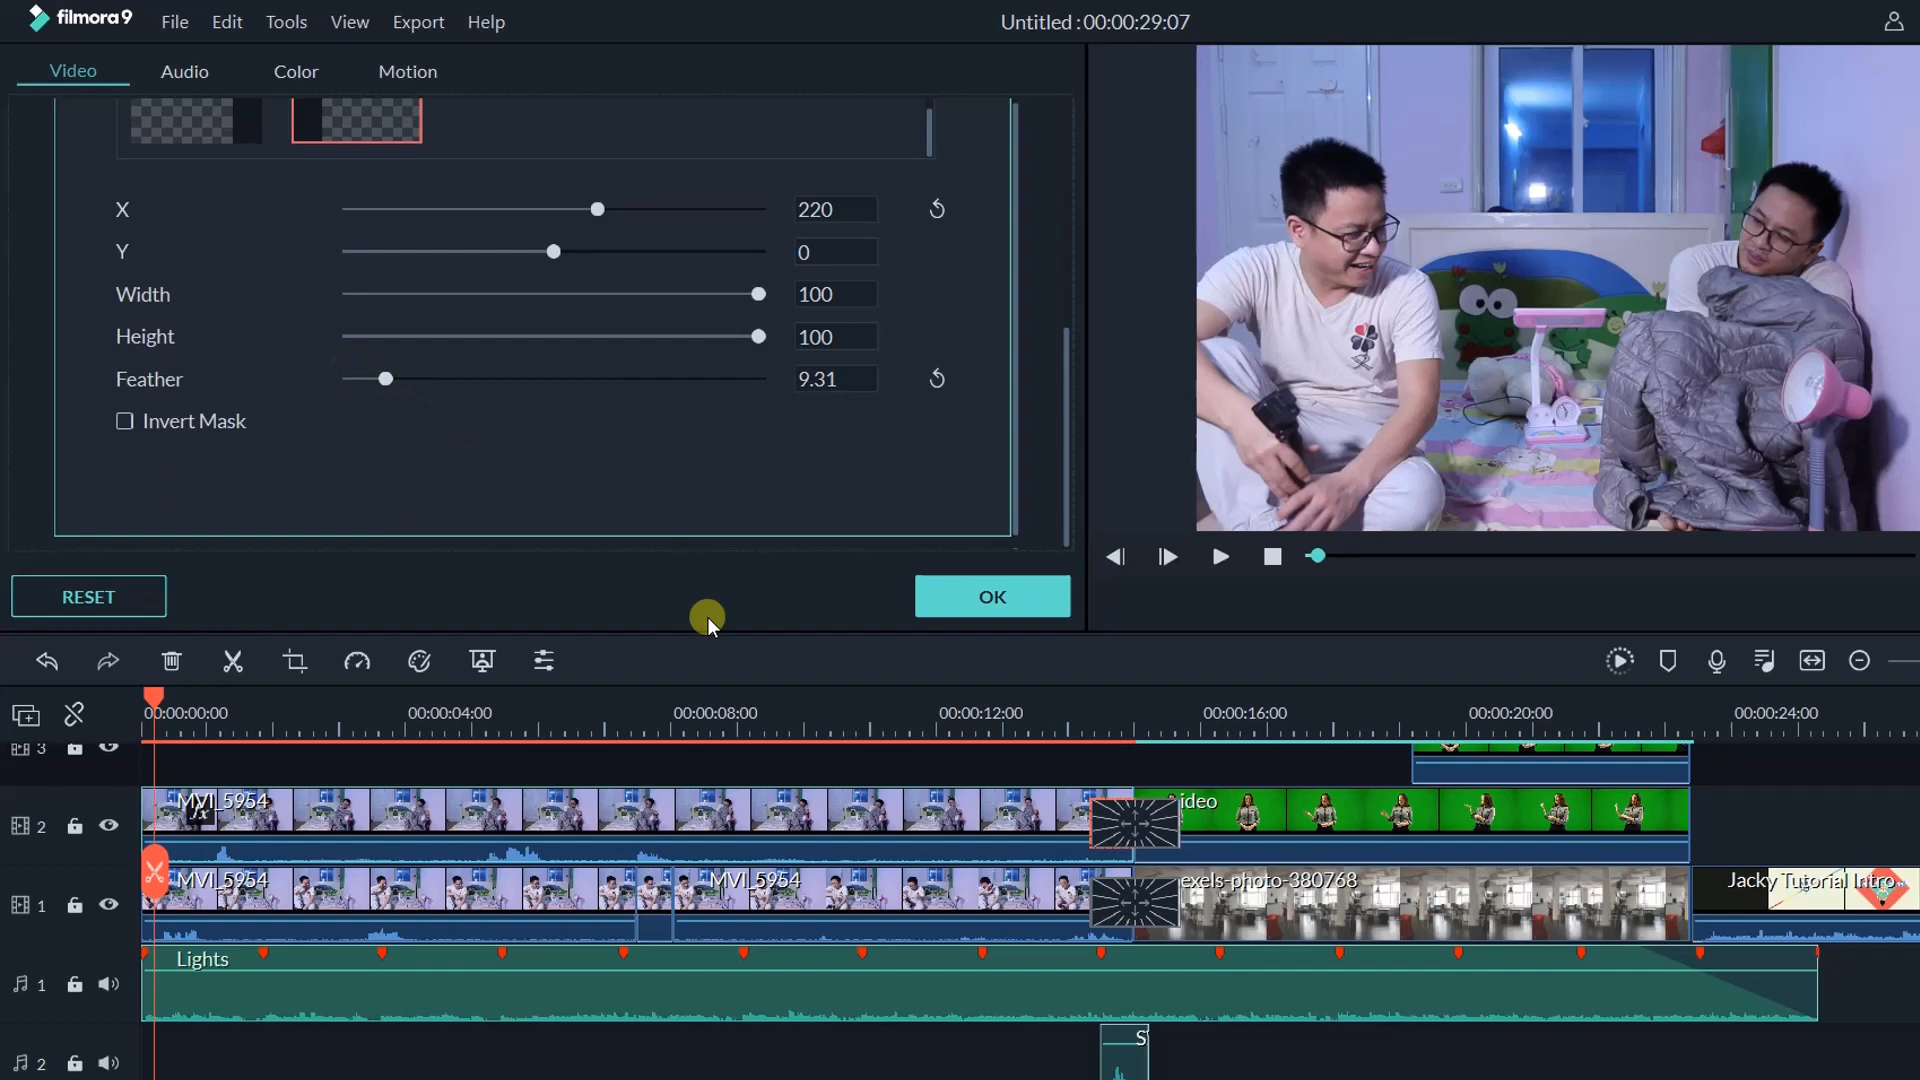 filmora9 File Edit Tools View Export Help Untitled : 00:00:29:07
Video Audio Color Motion
X 220
Y 0
Width 100
Height 100
Feather 9.31
Invert Mask
RESET OK
00:00:00:00 00:00:04:00 00:00:08:00 00:00:12:00 00:00:16:00 00:00:20:00 00:00:24:00
3
MVI_5954 ideo
fx
2
MVI_5954 MVI_5954 exels-photo-380768 Jacky Tutorial Intro
1
Lights
1
S
2